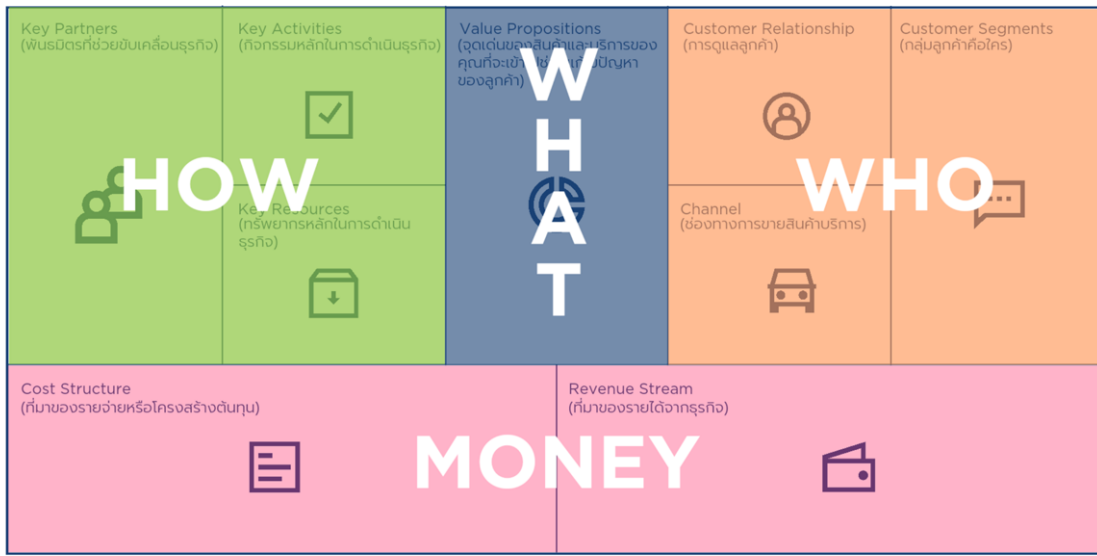 Key Partners
(พันธมิตรที่ช่วยขับเคลื่อนธุรกิจ)
Key Activities
(กิจกรรมหลักในการดำเนินธุรกิจ)
Key Resources
(ทรัพยากรหลักในการดำเนิน
ธุรกิจ)
HOW
Value Propositions
(จุดเด่นของสินค้าและบริการของ
คุณที่จะเข้า
ปัญหา
ของลูกค้า)
WHAT
Customer Relationship
(การดูแลลูกค้า)
Channel
(ช่องทางการขายสินค้าบริการ)
Customer Segments
(กลุ่มลูกค้าคือใคร)
WHO
Cost Structure
(ที่มาของรายจ่ายหรือโครงสร้างต้นทุน)
Revenue Stream
(ที่มาของรายได้จากธุรกิจ)
MONEY